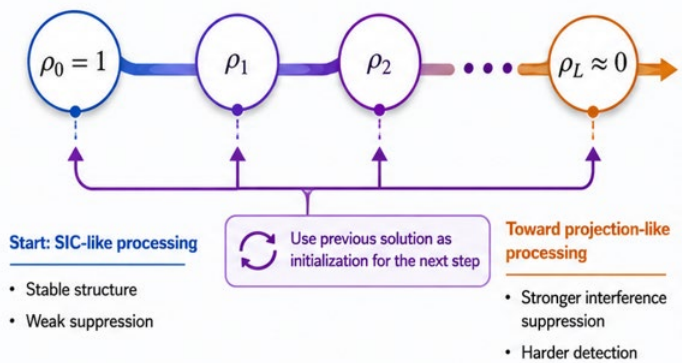 ρ₀ = 1
ρ₁
ρ₂
ρ_L ≈ 0
Start: SIC-like processing
• Stable structure
• Weak suppression
Use previous solution as
initialization for the next step
Toward projection-like
processing
• Stronger interference
suppression
• Harder detection